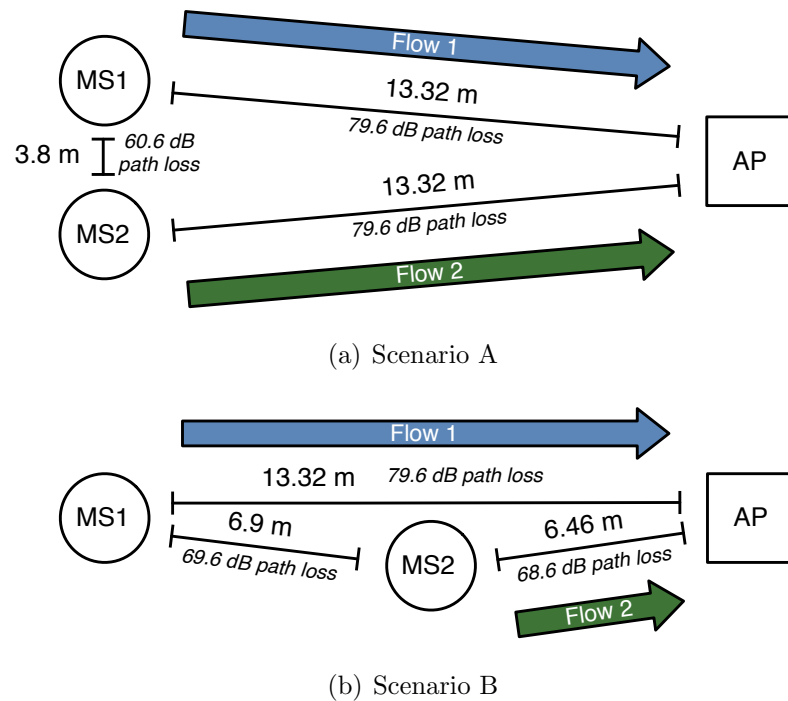 Flow 1
MS1
13.32 m
79.6 dB path loss
3.8 m
60.6 dB
path loss
AP
13.32 m
79.6 dB path loss
MS2
Flow 2
(a) Scenario A
Flow 1
13.32 m 79.6 dB path loss
MS1
6.9 m
69.6 dB path loss
MS2
6.46 m
68.6 dB path loss
AP
Flow 2
(b) Scenario B